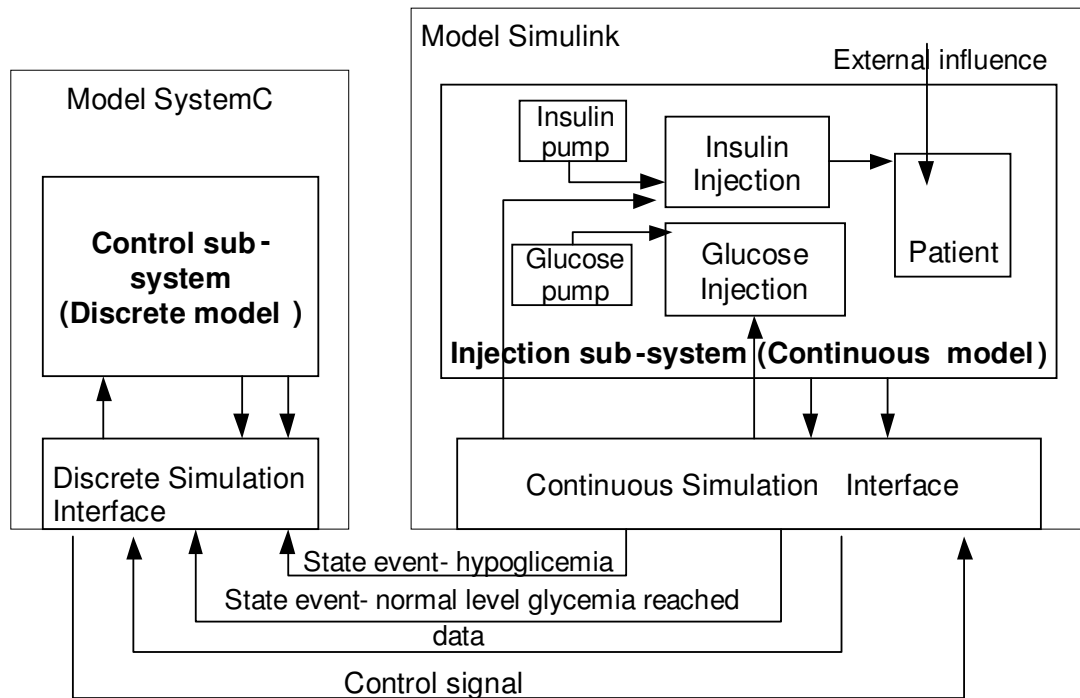 Model SystemC
Control sub-
system
(Discrete model )
Discrete Simulation
Interface
Model Simulink
External influence
Insulin
pump
Insulin
Injection
Glucose
pump
Glucose
Injection
Patient
Injection sub-system (Continuous model)
Continuous Simulation Interface
State event- hypoglicemia
State event- normal level glycemia reached
data
Control signal